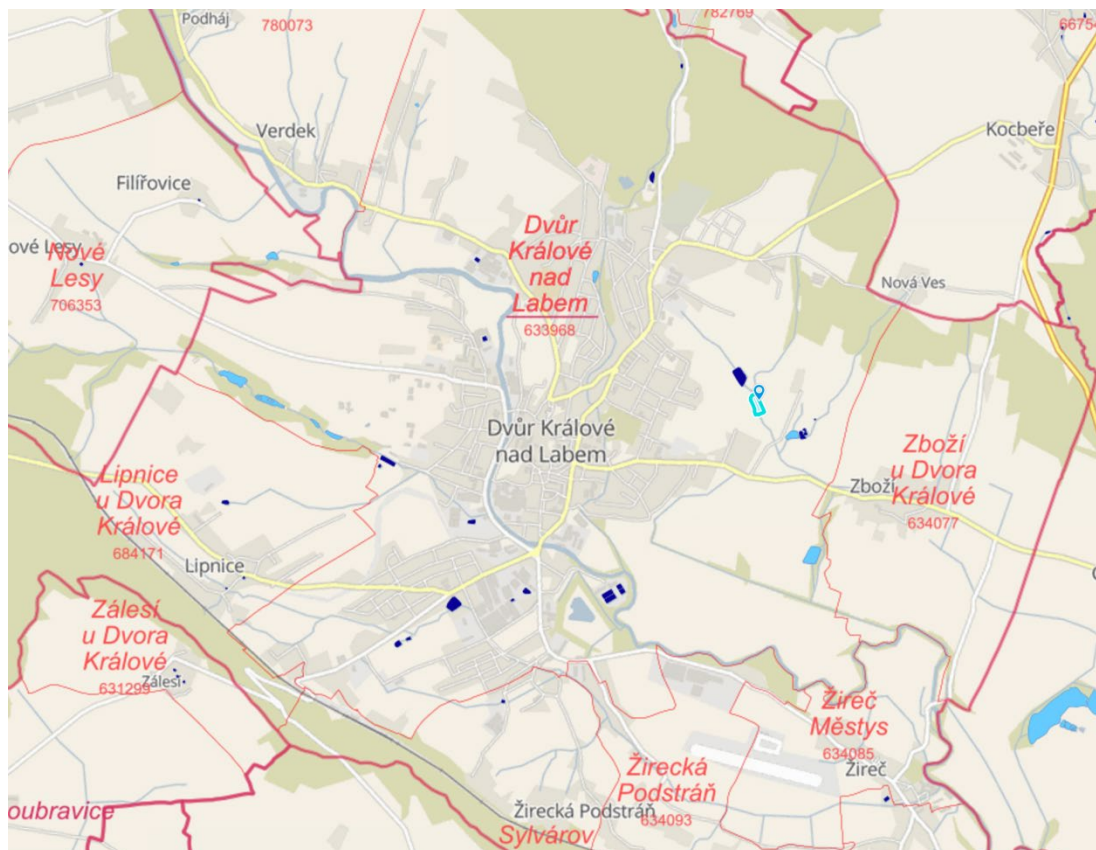 Podháj
780073
782769
66754
Verdek
Kocbeře
Filířovice
Dvůr
Králové
nad
Labem
633968
ové Lesy
Nové
Lesy
706353
Nová Ves
Dvůr Králové
nad Labem
Zboží
u Dvora
Králové
634077
Zboží
Lipnice
u Dvora
Králové
684171
Lipnice
Zálesí
u Dvora
Králové
631299
Zálesí
Žireč
Městys
634085
Žireč
Žirecká
Podstráň
634093
Žirecká Podstráň
Sylvárov
oubravice